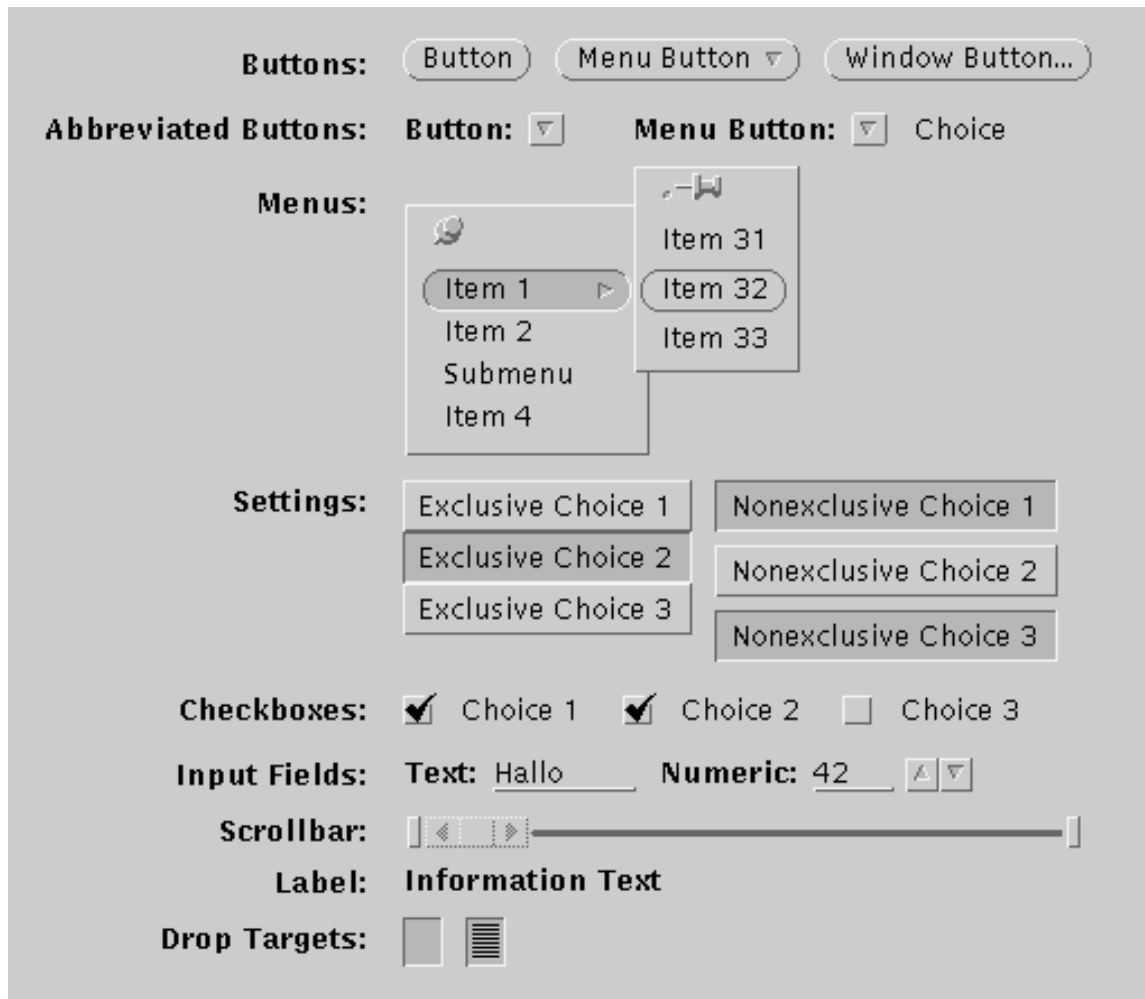 Buttons: Button Menu Button Window Button...
Abbreviated Buttons: Button: Menu Button: Choice
Menus:
Item 31
Item 1 Item 32
Item 2 Item 33
Submenu
Item 4
Settings: Exclusive Choice 1 Nonexclusive Choice 1
Exclusive Choice 2 Nonexclusive Choice 2
Exclusive Choice 3 Nonexclusive Choice 3
Checkboxes: Choice 1 Choice 2 Choice 3
Input Fields: Text: Hallo Numeric: 42
Scrollbar:
Label: Information Text
Drop Targets: